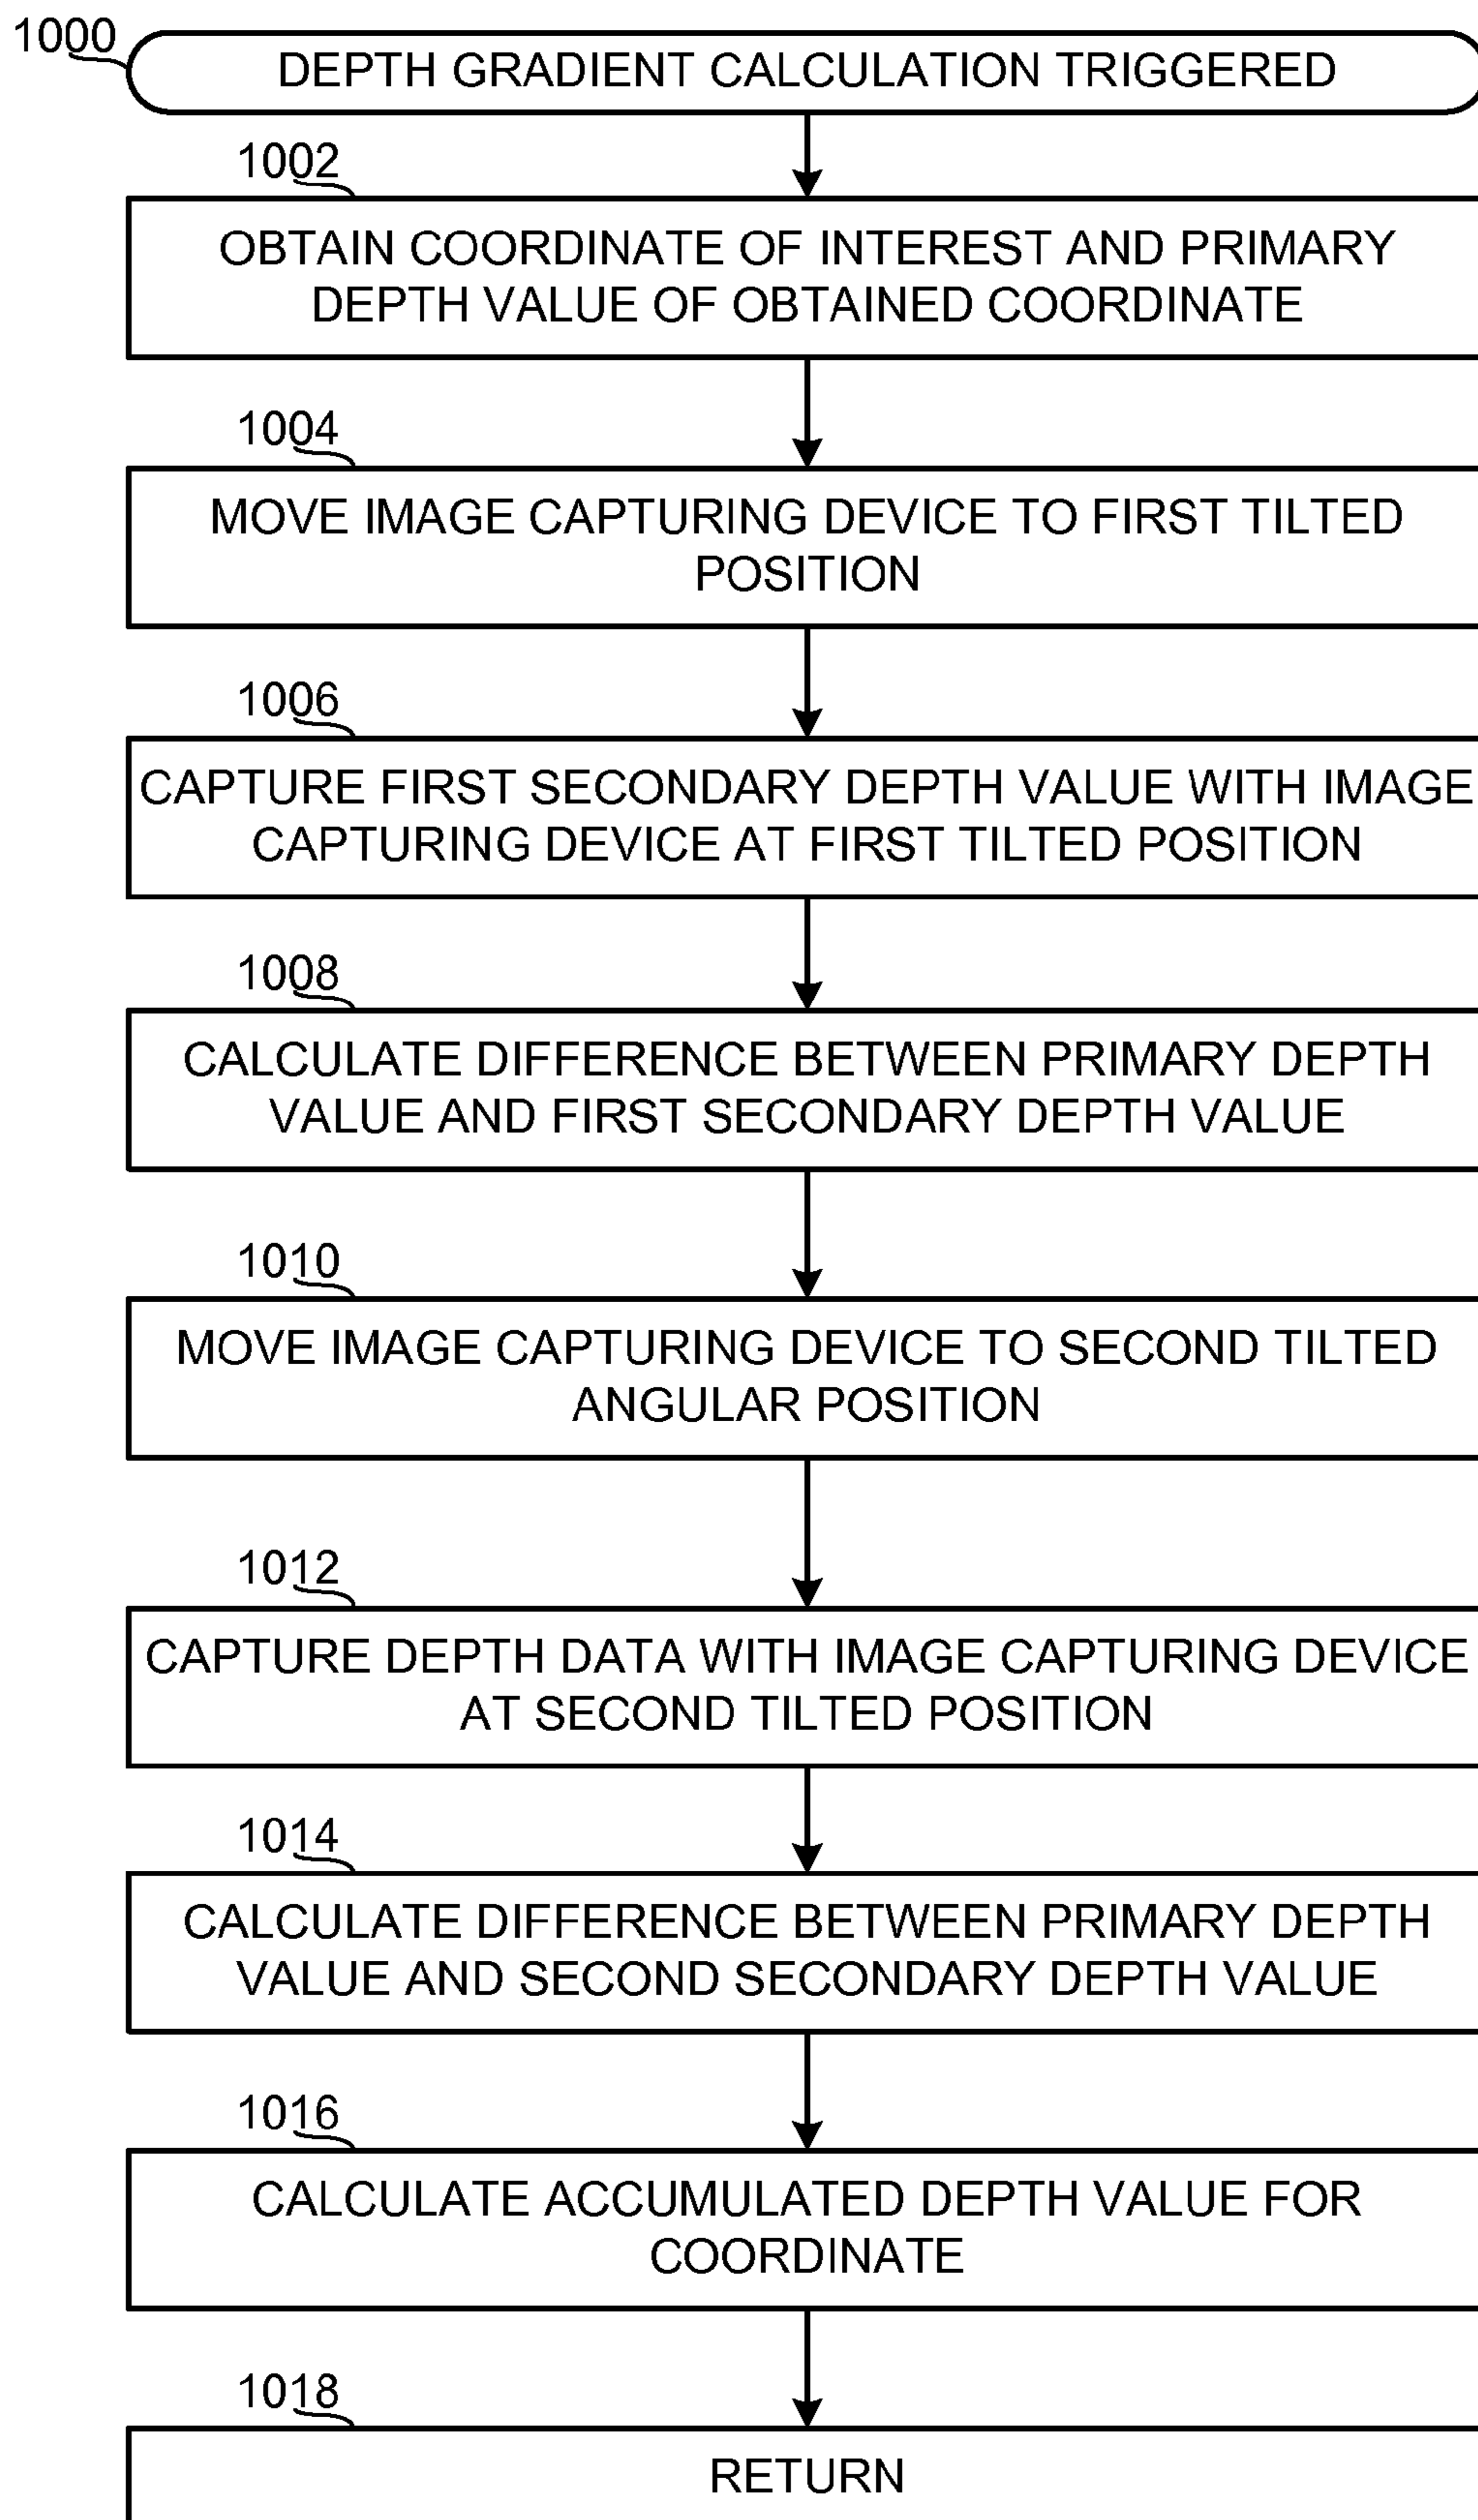 1000
DEPTH GRADIENT CALCULATION TRIGGERED
1002
OBTAIN COORDINATE OF INTEREST AND PRIMARY
DEPTH VALUE OF OBTAINED COORDINATE
1004
MOVE IMAGE CAPTURING DEVICE TO FIRST TILTED
POSITION
1006
CAPTURE FIRST SECONDARY DEPTH VALUE WITH IMAGE
CAPTURING DEVICE AT FIRST TILTED POSITION
1008
CALCULATE DIFFERENCE BETWEEN PRIMARY DEPTH
VALUE AND FIRST SECONDARY DEPTH VALUE
1010
MOVE IMAGE CAPTURING DEVICE TO SECOND TILTED
ANGULAR POSITION
1012
CAPTURE DEPTH DATA WITH IMAGE CAPTURING DEVICE
AT SECOND TILTED POSITION
1014
CALCULATE DIFFERENCE BETWEEN PRIMARY DEPTH
VALUE AND SECOND SECONDARY DEPTH VALUE
1016
CALCULATE ACCUMULATED DEPTH VALUE FOR
COORDINATE
1018
RETURN